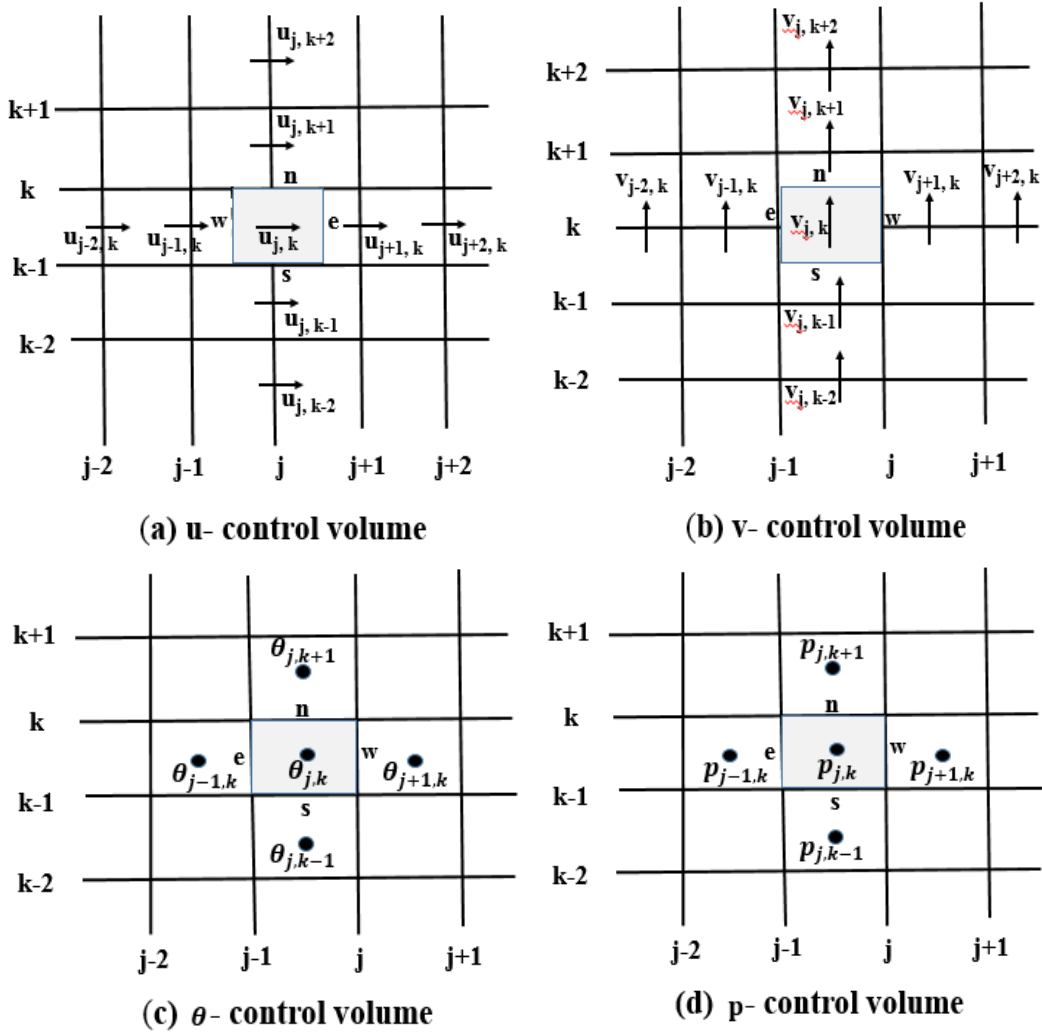 u_{j, k+2}
k+1
u_{j, k+1}
n
k
w
e
u_{j-2, k} u_{j-1, k} u_{j,k} u_{j+1, k} u_{j+2, k}
k-1
s
u_{j, k-1}
k-2
u_{j, k-2}
j-2 j-1 j j+1 j+2
(a) u- control volume
v_{j, k+2}
k+2
v_{j, k+1}
k+1
n
v_{j-2, k} v_{j-1, k} v_{j+1, k} v_{j+2, k}
k e v_{j, k} w
s
k-1
v_{j, k-1}
k-2
v_{j, k-2}
j-2 j-1 j j+1
(b) v- control volume
k+1
θ_{j,k+1}
n
k
e w
θ_{j-1,k} θ_{j,k} θ_{j+1,k}
k-1
s
θ_{j,k-1}
k-2
j-2 j-1 j j+1
(c) θ- control volume
k+1
p_{j,k+1}
n
k
e w
p_{j-1,k} p_{j,k} p_{j+1,k}
k-1
s
p_{j,k-1}
k-2
j-2 j-1 j j+1
(d) p- control volume